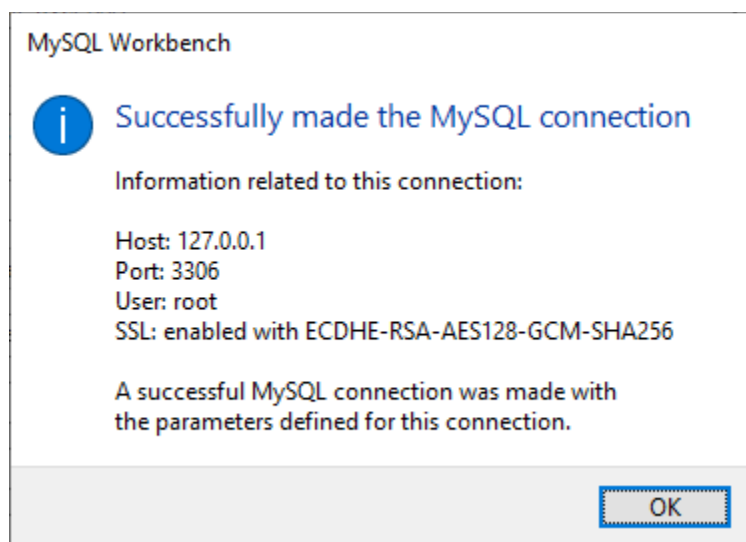 MySQL Workbench
i
Successfully made the MySQL connection
Information related to this connection:
Host: 127.0.0.1
Port: 3306
User: root
SSL: enabled with ECDHE-RSA-AES128-GCM-SHA256
A successful MySQL connection was made with
the parameters defined for this connection.
OK